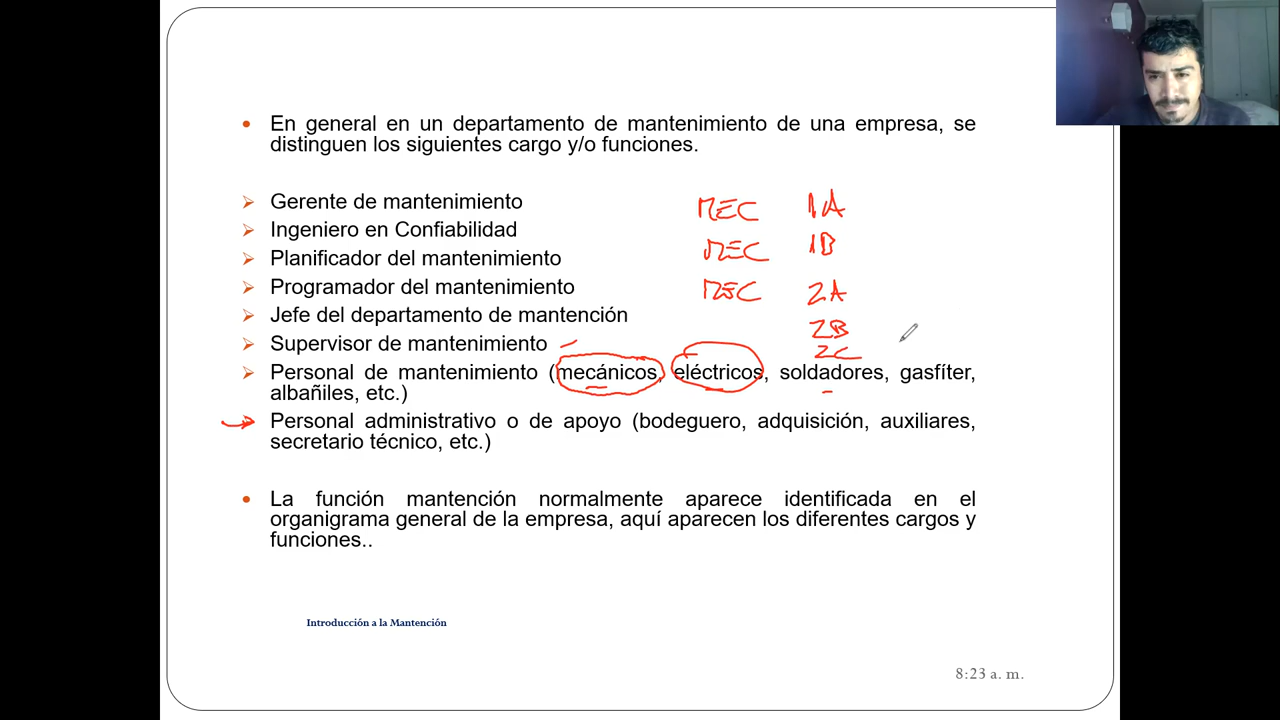 En general en un departamento de mantenimiento de una empresa, se
distinguen los siguientes cargo y/o funciones.
Gerente de mantenimiento
MEC 1A
Ingeniero en Confiabilidad
MEC 1B
Planificador del mantenimiento
Programador del mantenimiento
MEC 2A
Jefe del departamento de mantención
2B
Supervisor de mantenimiento
2C
Personal de mantenimiento (mecánicos, eléctricos, soldadores, gasfíter,
albañiles, etc.)
Personal administrativo o de apoyo (bodeguero, adquisición, auxiliares,
secretario técnico, etc.)
La función mantención normalmente aparece identificada en el
organigrama general de la empresa, aquí aparecen los diferentes cargos y
funciones..
Introducción a la Mantención
8:23 a. m.